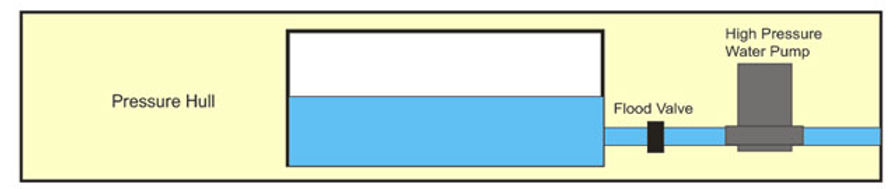 High Pressure
Water Pump
Pressure Hull
Flood Valve